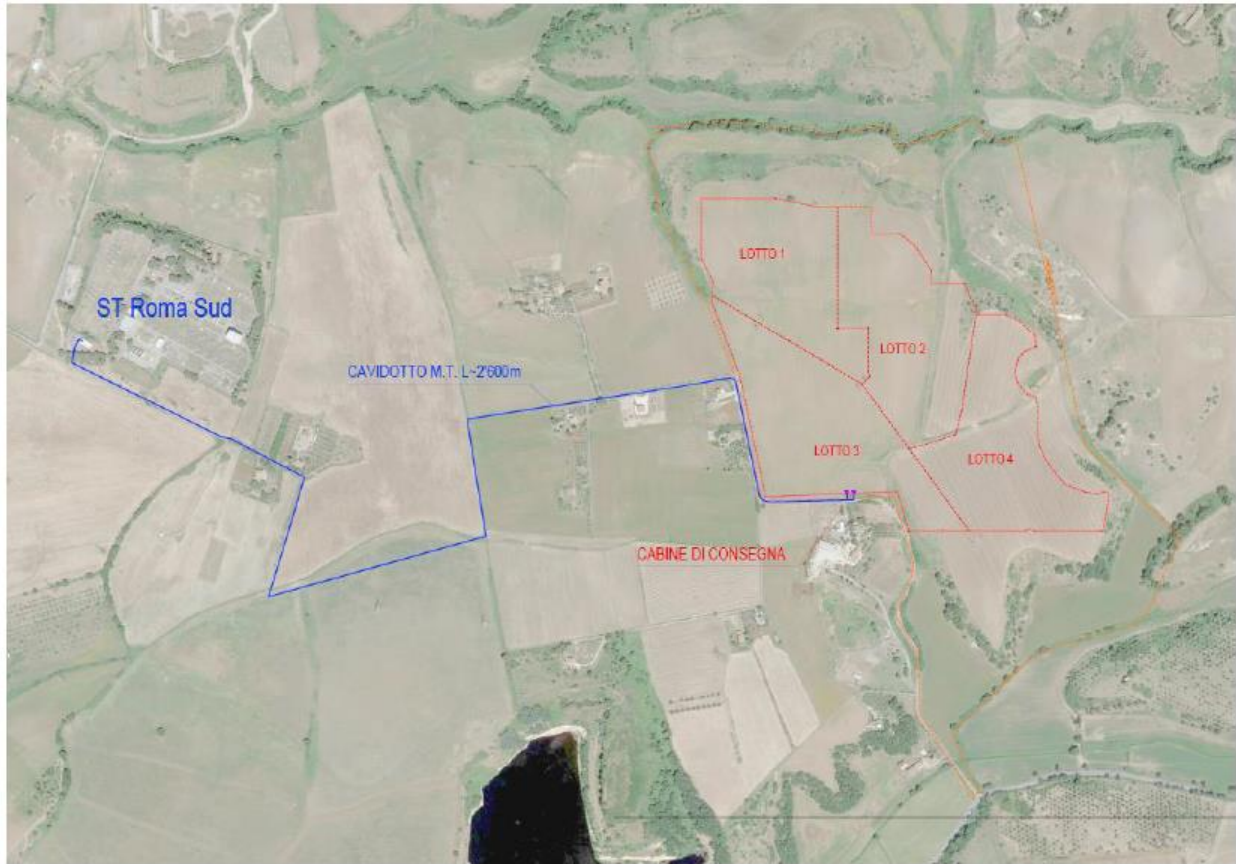 LOTTO 1
ST Roma Sud
LOTTO 2
CAVIDOTTO M.T. L~2'600m
LOTTO 3
LOTTO 4
CABINE DI CONSEGNA